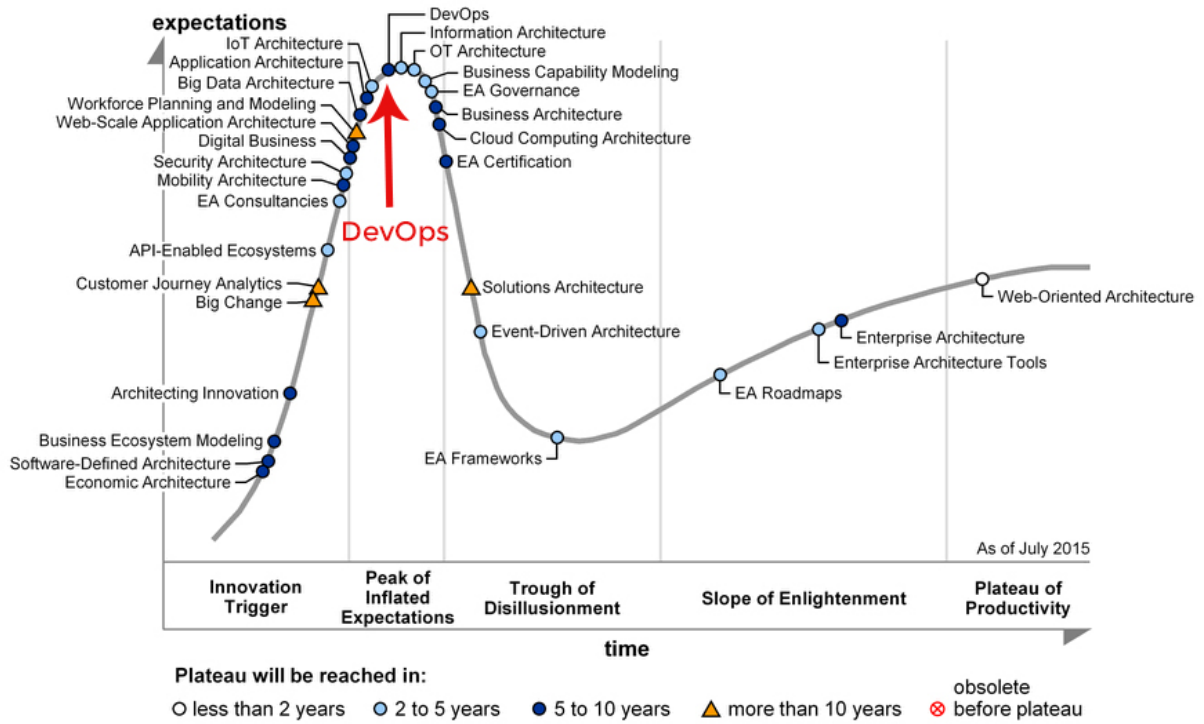 expectations
DevOps
Information Architecture
OT Architecture
Business Capability Modeling
EA Governance
Business Architecture
Cloud Computing Architecture
EA Certification
IoT Architecture
Application Architecture
Big Data Architecture
Workforce Planning and Modeling
Web-Scale Application Architecture
Digital Business
Security Architecture
Mobility Architecture
EA Consultancies
DevOps
API-Enabled Ecosystems
Customer Journey Analytics
Big Change
Architecting Innovation
Business Ecosystem Modeling
Software-Defined Architecture
Economic Architecture
Solutions Architecture
Event-Driven Architecture
EA Frameworks
EA Roadmaps
Enterprise Architecture Tools
Enterprise Architecture
Web-Oriented Architecture
As of July 2015
Innovation
Trigger
Peak of
Inflated
Expectations
Trough of
Disillusionment
Slope of Enlightenment
Plateau of
Productivity
time
Plateau will be reached in:
less than 2 years
2 to 5 years
5 to 10 years
more than 10 years
obsolete
before plateau